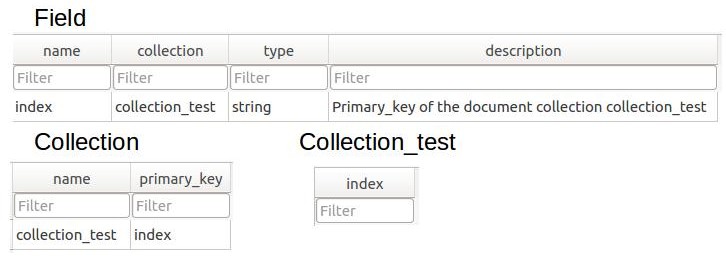 Field
name collection type description
Filter Filter Filter Filter
index collection_test string Primary_key of the document collection collection_test
Collection
name primary_key
Filter Filter
collection_test index
Collection_test
index
Filter